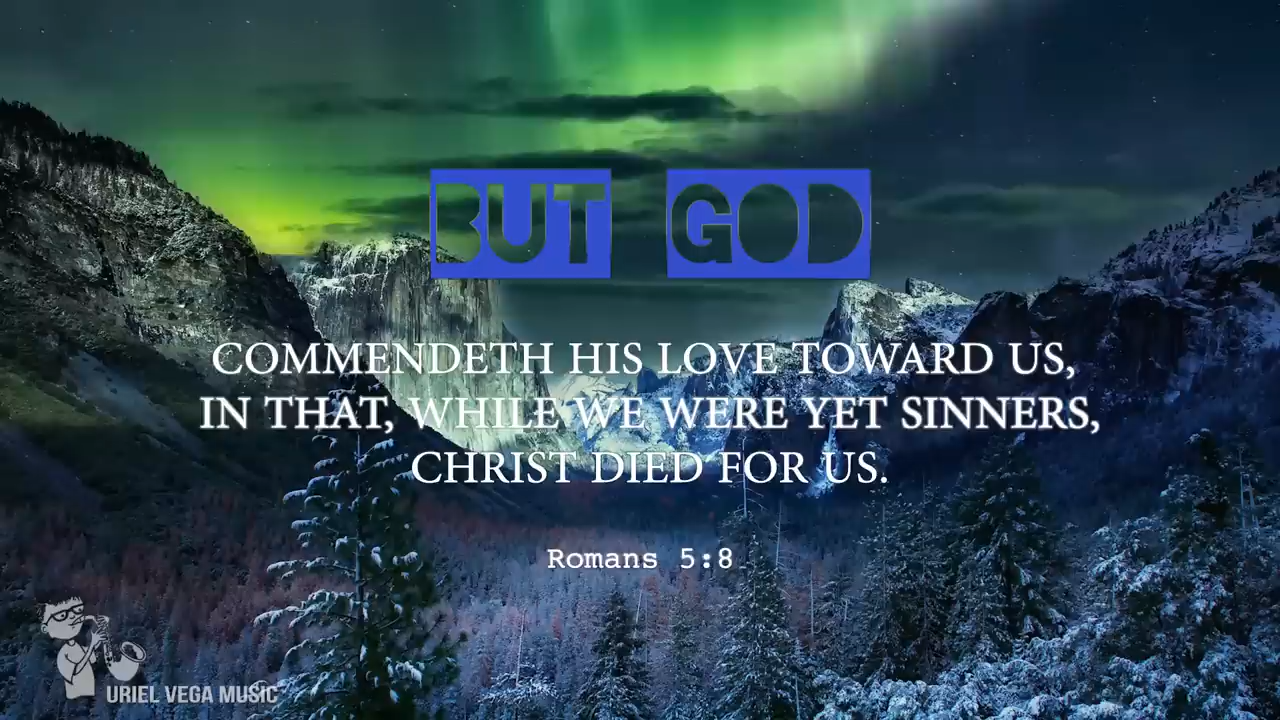 BUT GOD
COMMENDETH HIS LOVE TOWARD US,
IN THAT, WHILE WE WERE YET SINNERS,
CHRIST DIED FOR US.
Romans 5:8
URIEL VEGA MUSIC